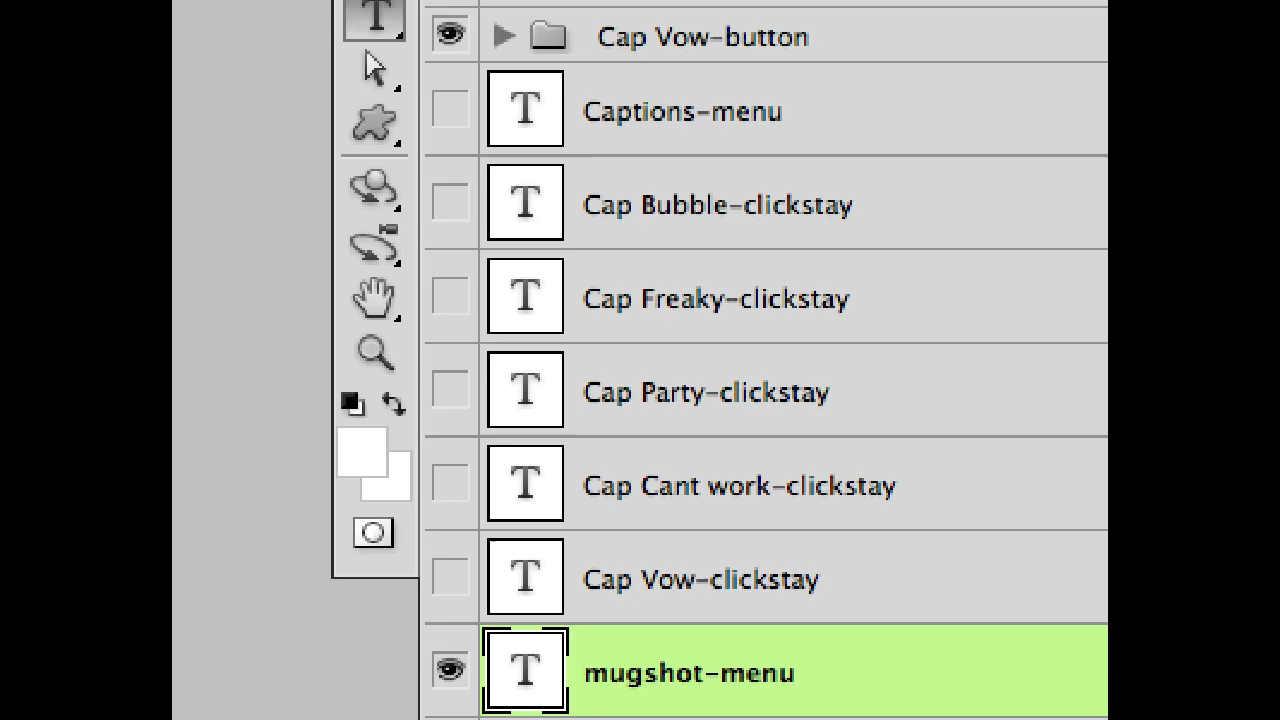 T
Cap Vow-button
T Captions-menu
T Cap Bubble-clickstay
T Cap Freaky-clickstay
T Cap Party-clickstay
T Cap Cant work-clickstay
T Cap Vow-clickstay
T mugshot-menu